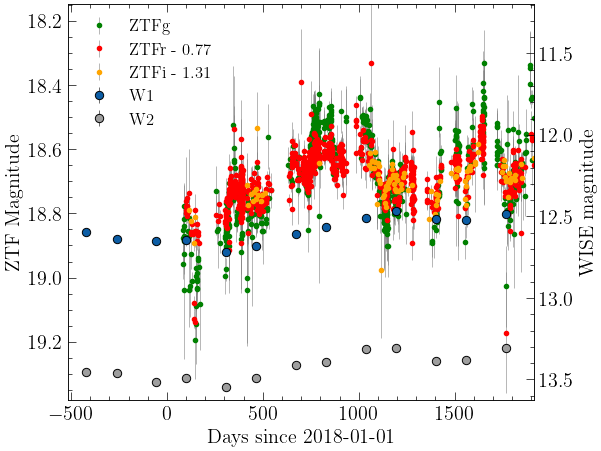 ZTFg
ZTFr - 0.77
ZTFi - 1.31
W1
W2
18.2
18.4
18.6
18.8
19.0
19.2
ZTF Magnitude
11.5
12.0
12.5
13.0
13.5
WISE magnitude
−500 0 500 1000 1500
Days since 2018-01-01